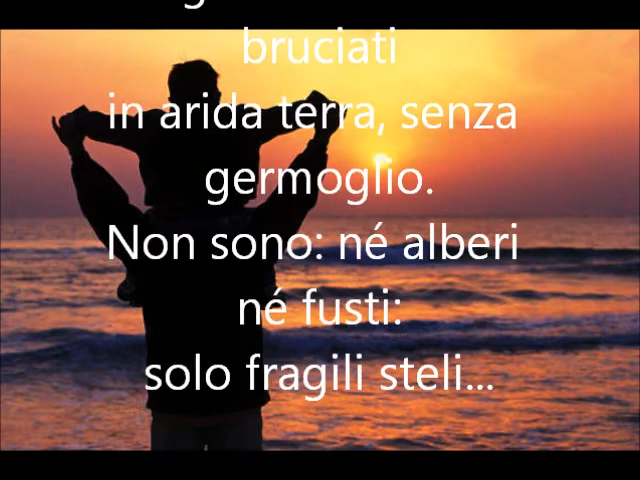 bruciati
in arida terra, senza
germoglio.
Non sono: né alberi
né fusti:
solo fragili steli...